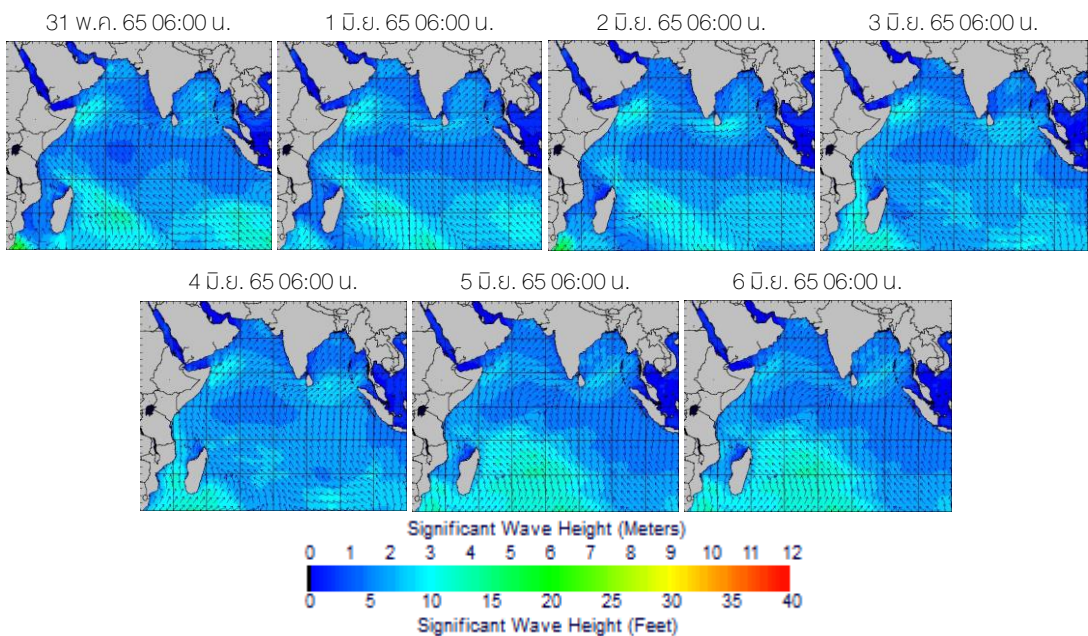 31 พ.ค. 65 06:00 น.
1 มิ.ย. 65 06:00 น.
2 มิ.ย. 65 06:00 น.
3 มิ.ย. 65 06:00 น.
4 มิ.ย. 65 06:00 น.
5 มิ.ย. 65 06:00 น.
6 มิ.ย. 65 06:00 น.
Significant Wave Height (Meters)
0 1 2 3 4 5 6 7 8 9 10 11 12
0 5 10 15 20 25 30 35 40
Significant Wave Height (Feet)